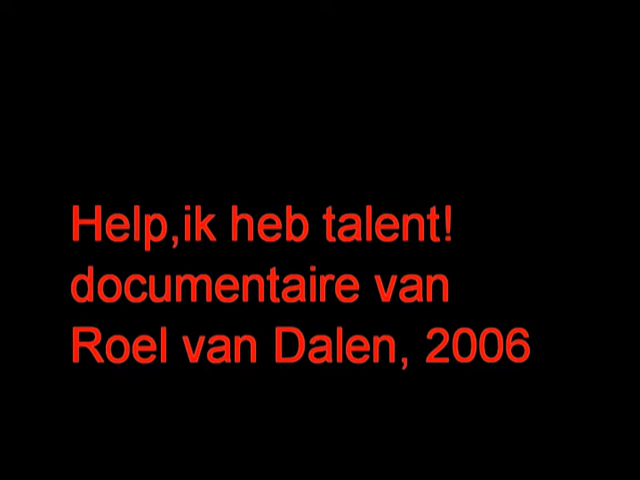 Help,ik heb talent!
documentaire van
Roel van Dalen, 2006